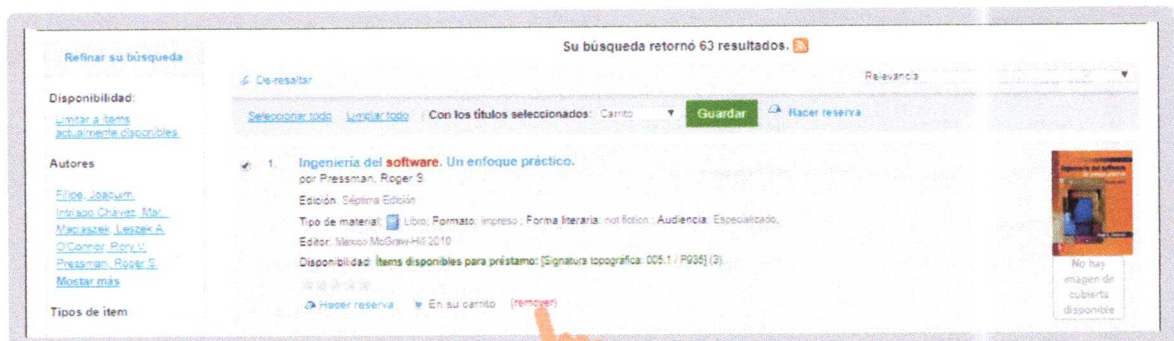 Su búsqueda retornó 63 resultados.
Refinar su búsqueda
De-resaltar
Relevancia
Disponibilidad:
Limitar a ítems
actualmente disponibles.
Seleccionar todo Limpiar todo Con los títulos seleccionados: Carrito Guardar Hacer reserva
Autores
Filipe, Joaquim.
Intriago Chavez, Mar...
Maciaszek, Leszek A.
O'Connor, Rory V.
Pressman, Roger S.
Mostar más
Tipos de ítem
1. Ingeniería del software. Un enfoque práctico.
por Pressman, Roger S.
Edición: Séptima Edición
Tipo de material: Libro; Formato: impreso ; Forma literaria: not fiction ; Audiencia: Especializado;
Editor: Mexico McGraw-Hill 2010
Disponibilidad: Ítems disponibles para préstamo: [Signatura topográfica: 005.1 / P935] (3).
Hacer reserva En su carrito (remover)
No hay
imagen de
cubierta
disponible